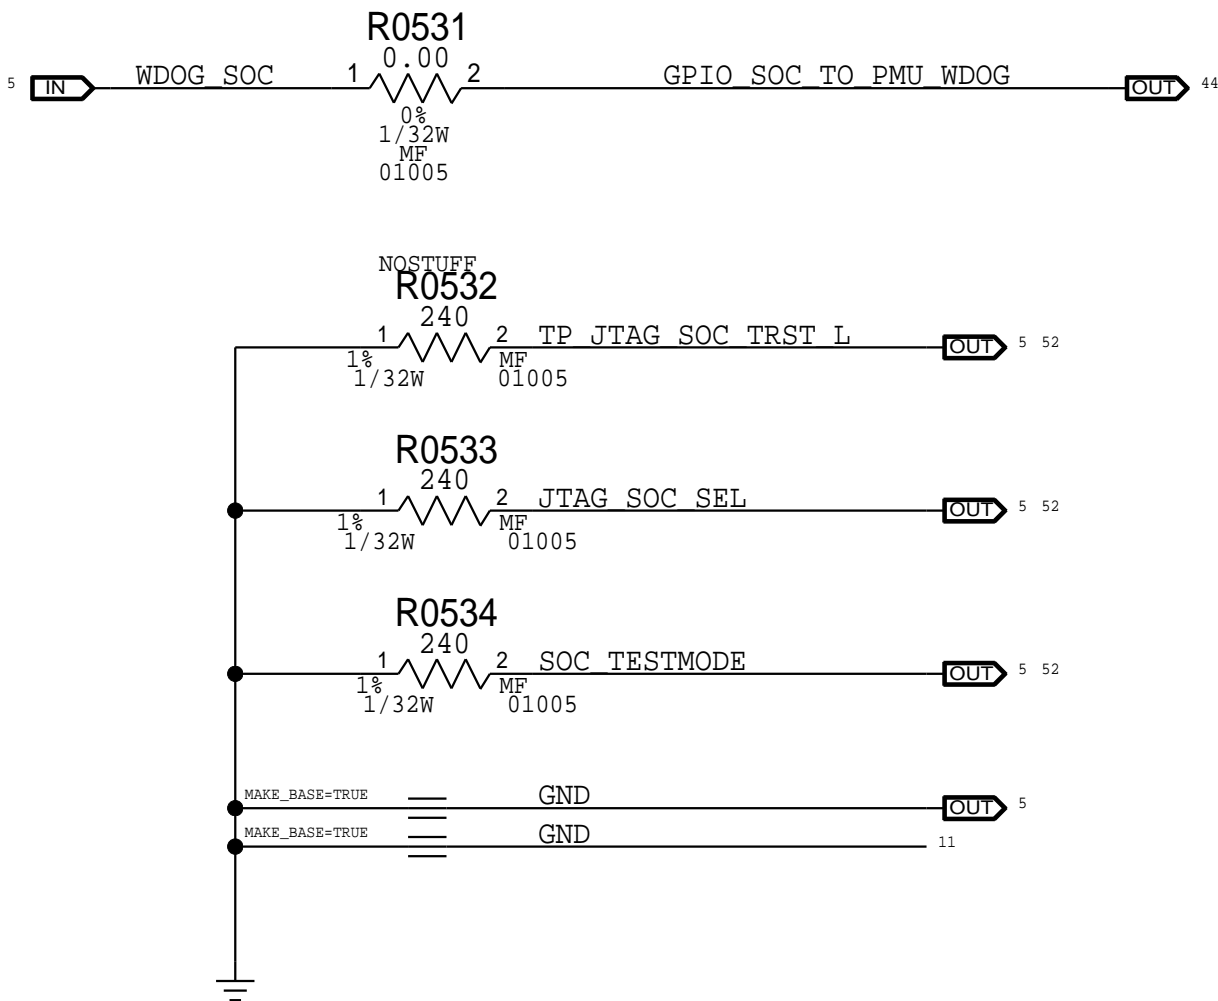 R0531
0.00
5 IN WDOG_SOC 1 2 GPIO_SOC_TO_PMU_WDOG OUT 44
0%
1/32W
MF
01005
NOSTUFF
R0532
240
1 2 TP_JTAG_SOC_TRST_L OUT 5 52
1% MF
1/32W 01005
R0533
240
1 2 JTAG_SOC_SEL OUT 5 52
1% MF
1/32W 01005
R0534
240
1 2 SOC_TESTMODE OUT 5 52
1% MF
1/32W 01005
MAKE_BASE=TRUE GND OUT 5
MAKE_BASE=TRUE GND 11